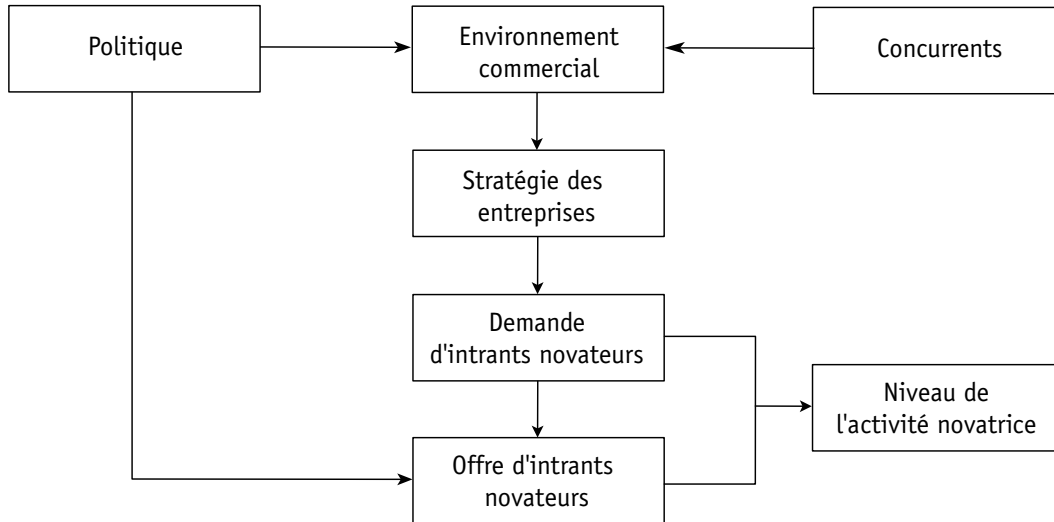 Politique
Environnement
commercial
Concurrents
Stratégie des
entreprises
Demande
d'intrants novateurs
Niveau de
l'activité novatrice
Offre d'intrants
novateurs